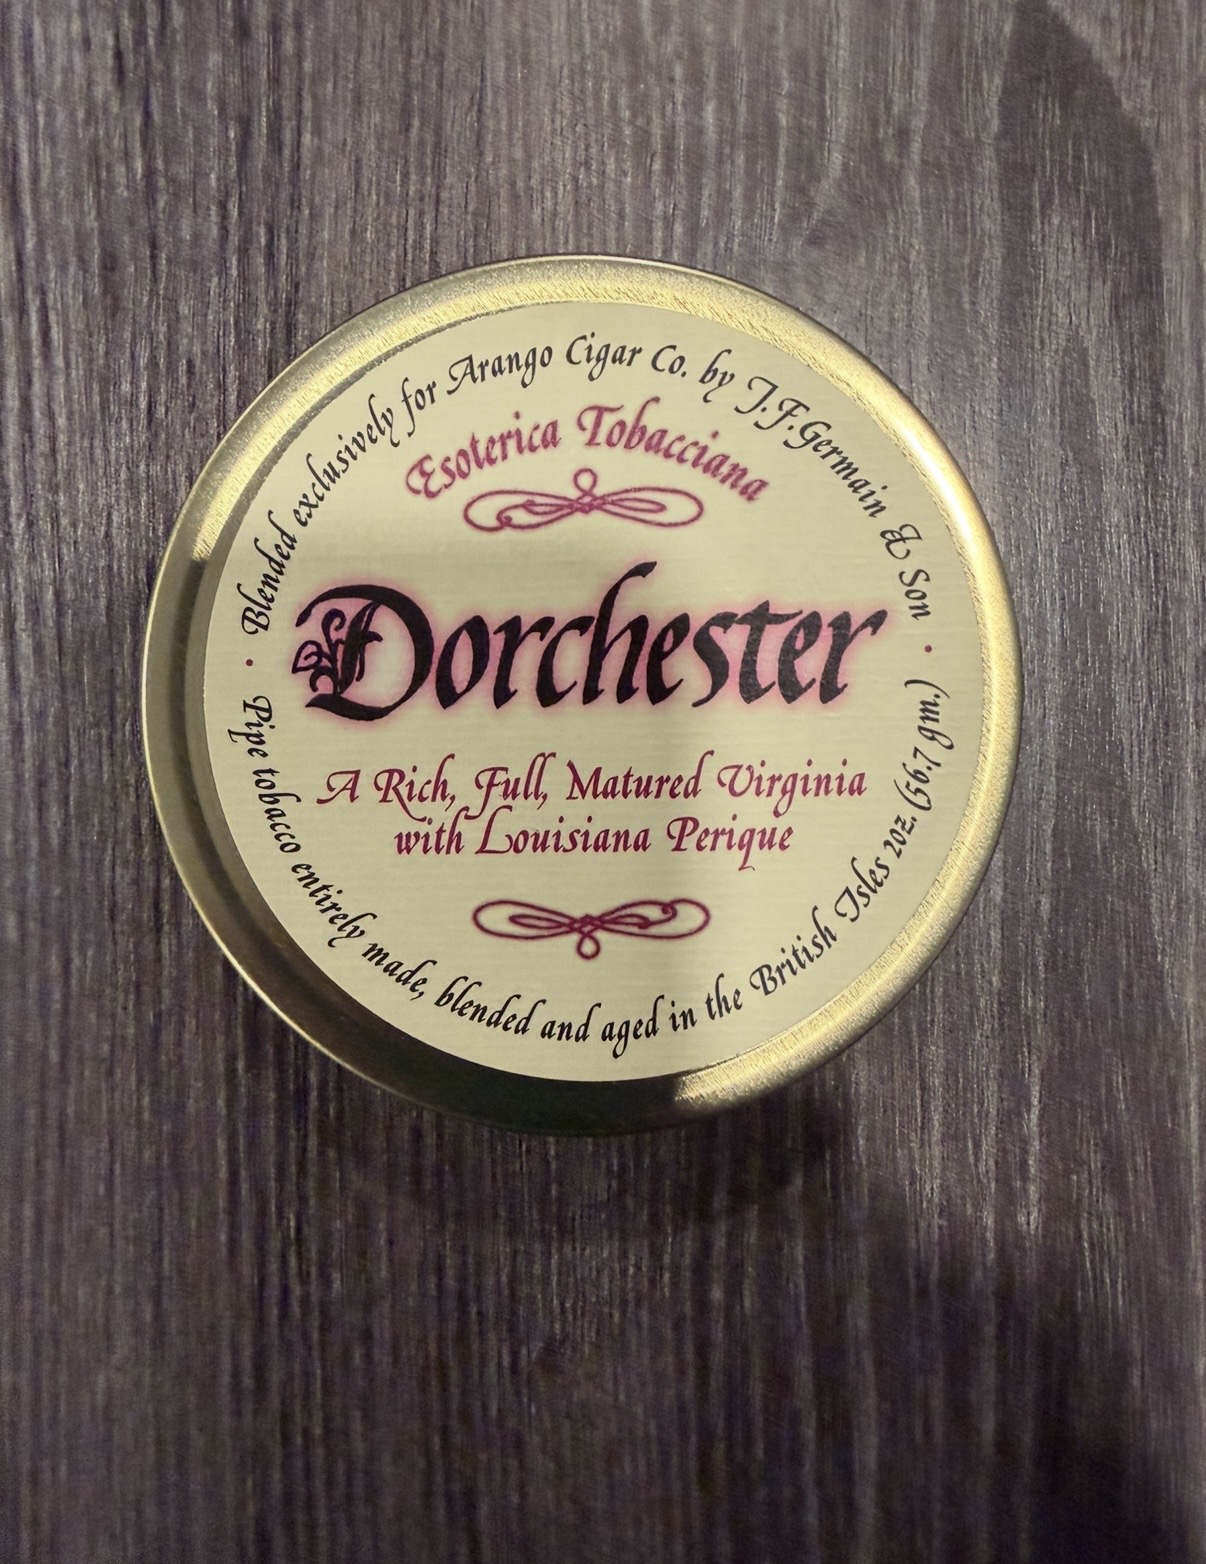 Blended exclusively for Arango Cigar Co. by J.F. Germain & Son
Esoterica Tobacciana
Dorchester
A Rich, Full, Matured Virginia
with Louisiana Perique
Pipe tobacco entirely made, blended and aged in the British Isles 2oz. (56.7 gm.)